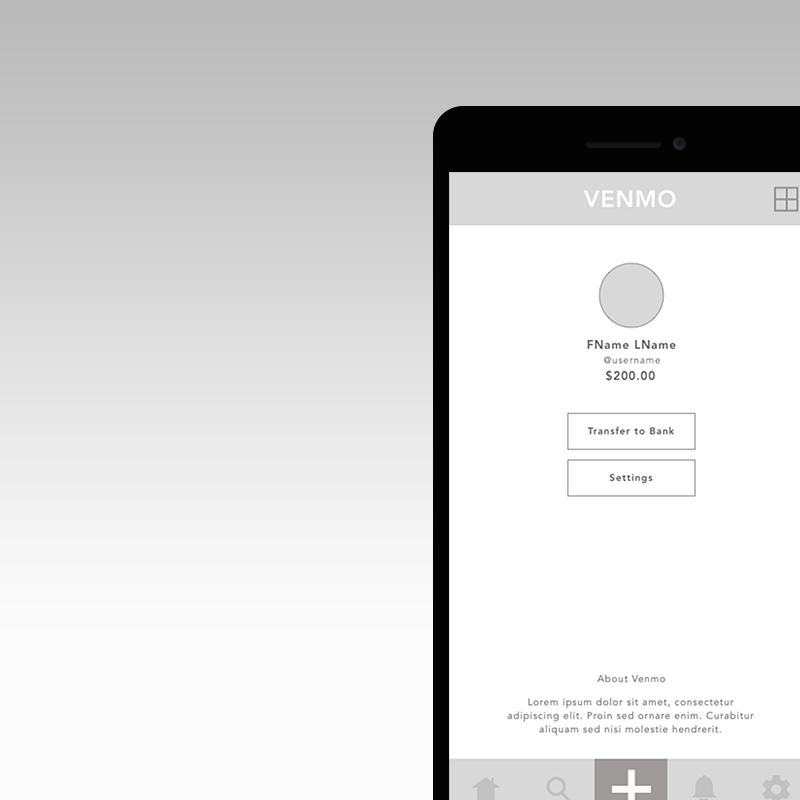 VENMO
FName LName
@username
$200.00
Transfer to Bank
Settings
About Venmo
Lorem ipsum dolor sit amet, consectetur
adipiscing elit. Proin sed ornare enim. Curabitur
aliquam sed nisi molestie hendrerit.